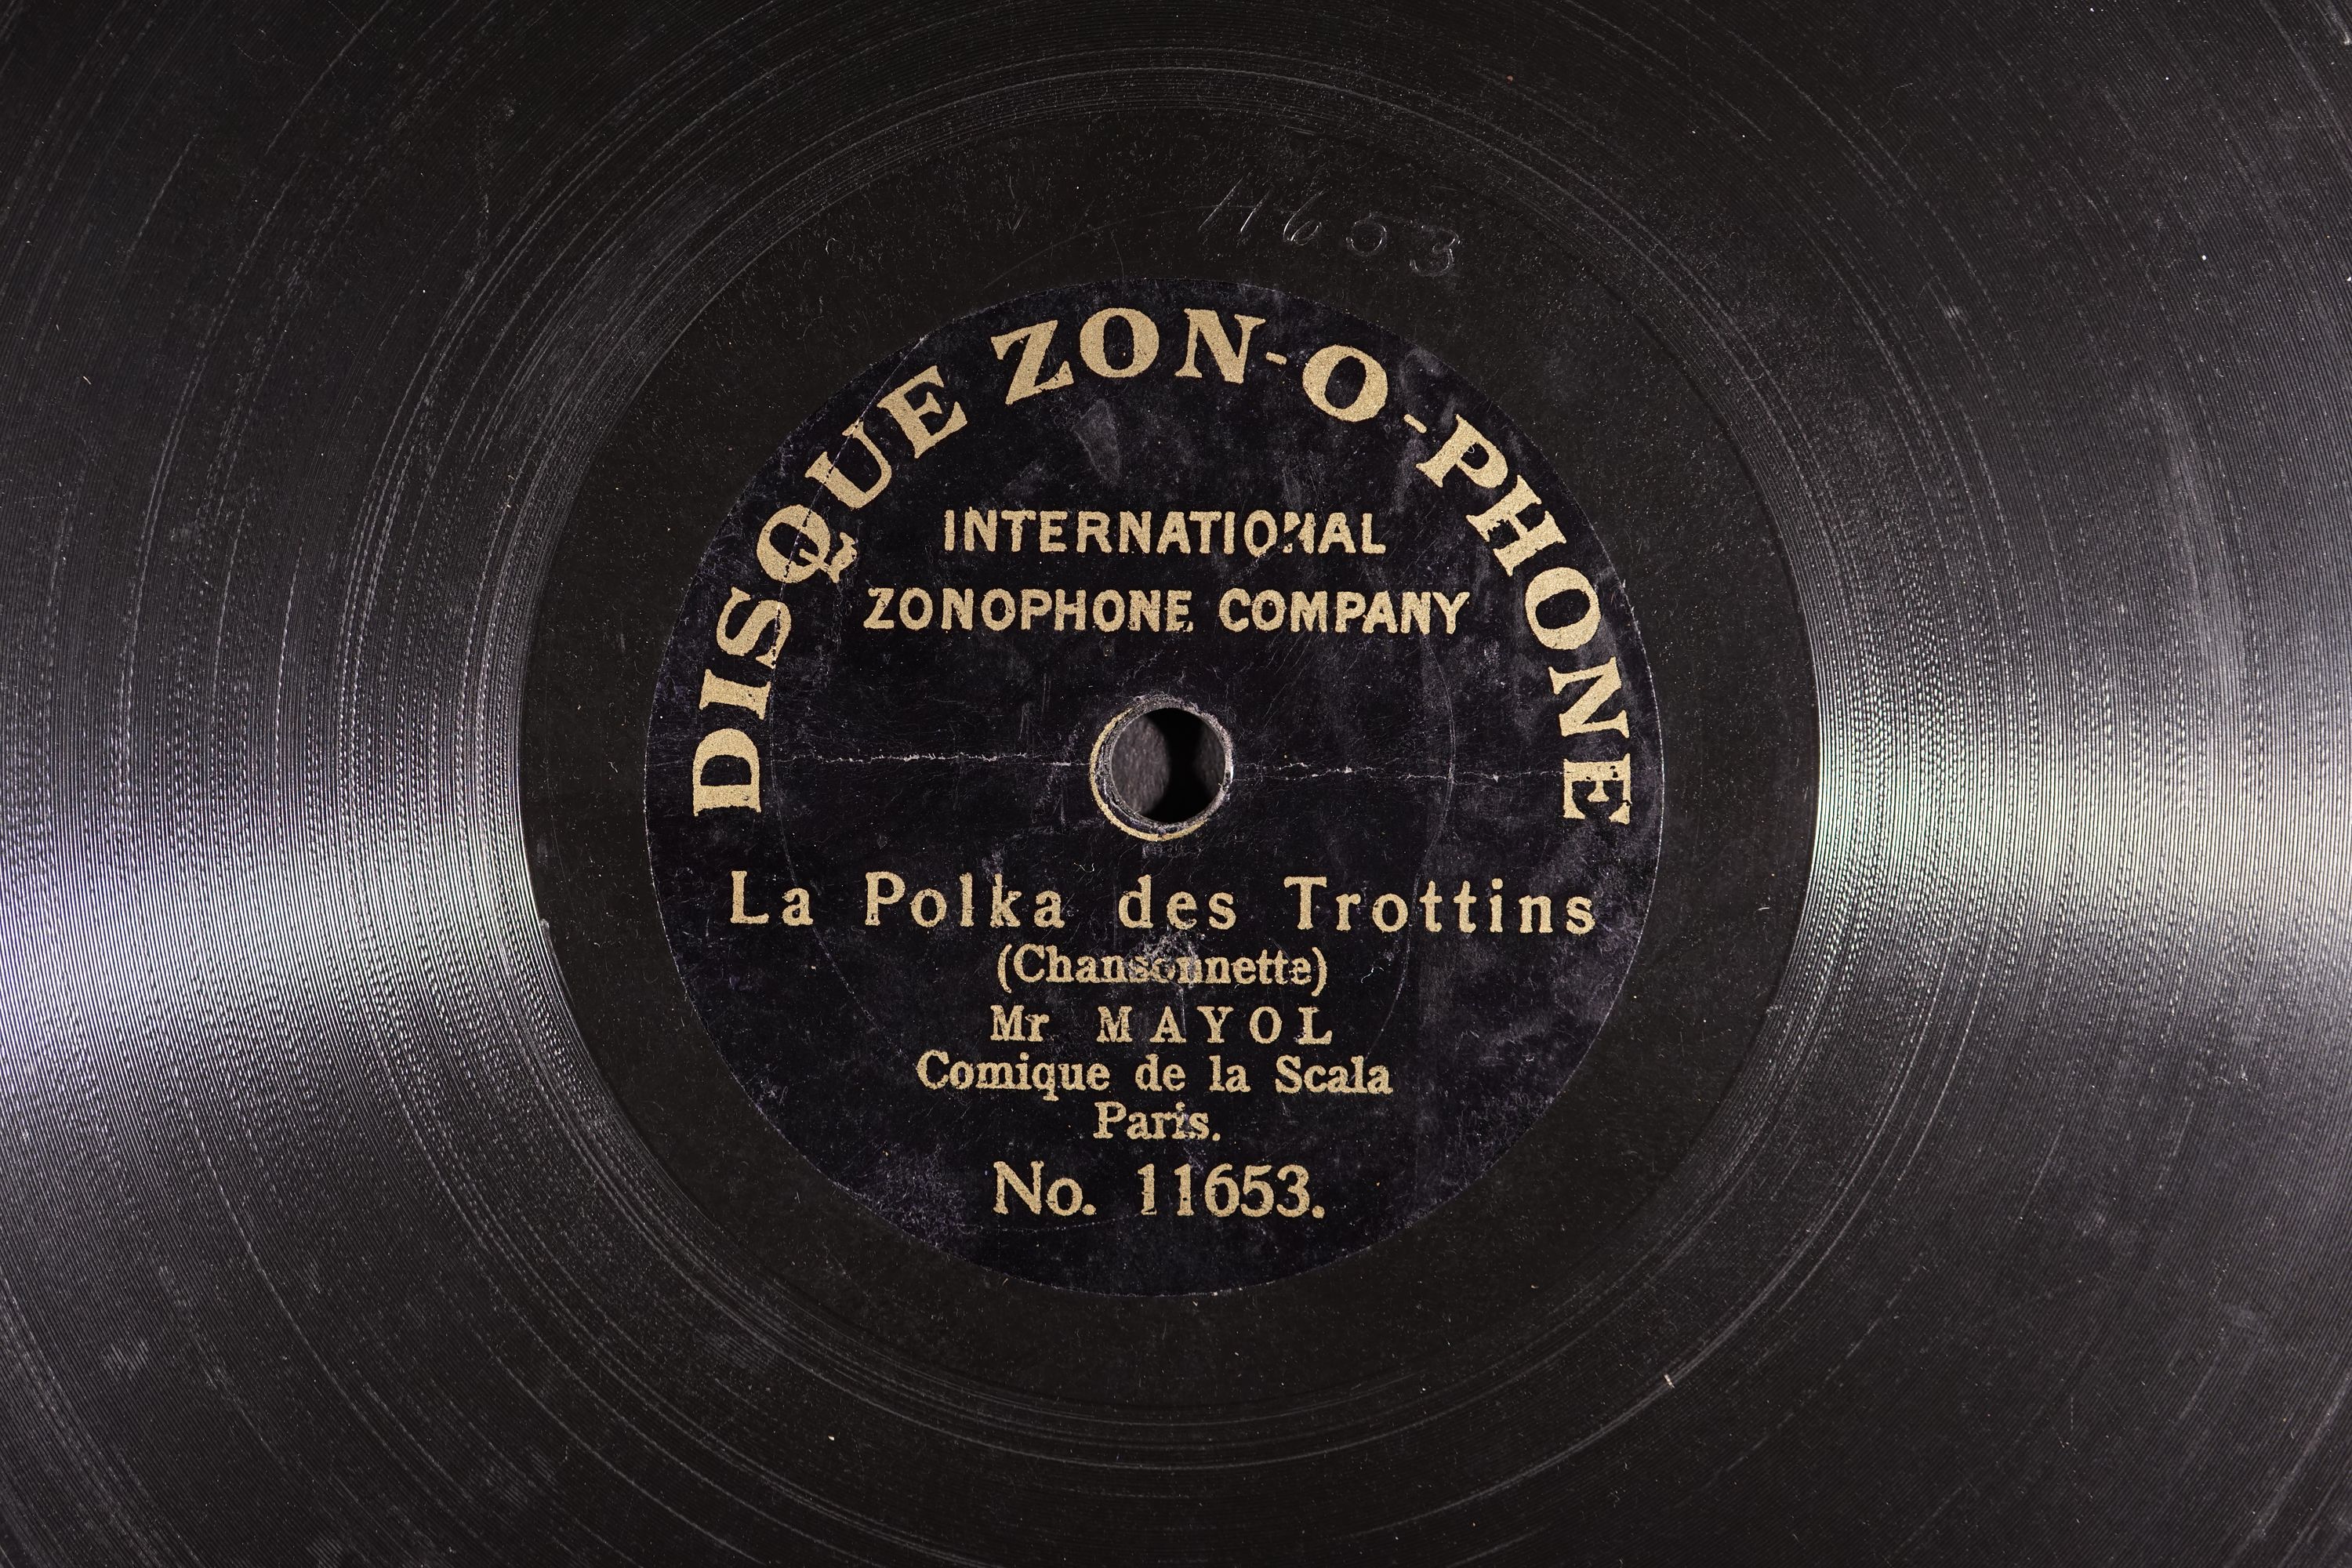 11653
DISQUE ZON-O-PHONE
INTERNATIONAL
ZONOPHONE COMPANY
La Polka des Trottins
(Chansonnette)
Mr MAYOL
Comique de la Scala
Paris.
No. 11653.